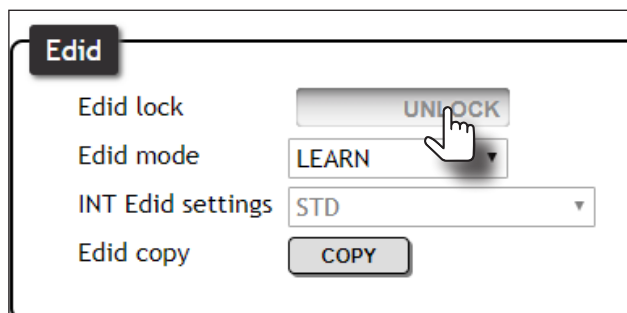 Edid
Edid lock UNLOCK
Edid mode LEARN
INT Edid settings STD
Edid copy COPY